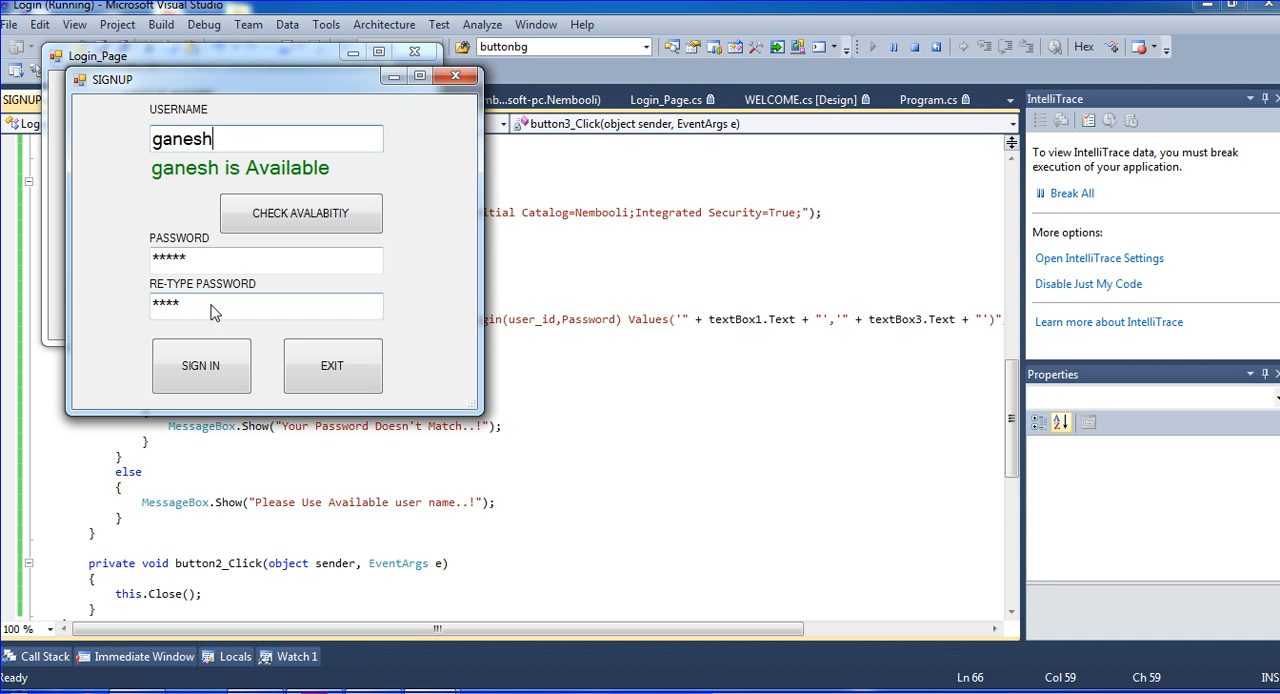 Login (Running) - Microsoft Visual Studio
File Edit View Project Build Debug Team Data Tools Architecture Test Analyze Window Help
buttonbg
Hex
Login_Page
SIGNUP
SIGNUP
soft-pc.Nembooli) Login_Page.cs WELCOME.cs [Design] Program.cs
Log
button3_Click(object sender, EventArgs e)
USERNAME
ganesh
ganesh is Available
CHECK AVALABITIY
PASSWORD
*****
RE-TYPE PASSWORD
****
SIGN IN EXIT
itial Catalog=Nembooli;Integrated Security=True;");
gin(user_id,Password) Values('" + textBox1.Text + "','" + textBox3.Text + "')"
MessageBox.Show("Your Password Doesn't Match..!");
}
}
else
{
MessageBox.Show("Please Use Available user name..!");
}
}
private void button2_Click(object sender, EventArgs e)
{
this.Close();
}
100 %
IntelliTrace
To view IntelliTrace data, you must break
execution of your application.
Break All
More options:
Open IntelliTrace Settings
Disable Just My Code
Learn more about IntelliTrace
Properties
Call Stack Immediate Window Locals Watch 1
Ready Ln 66 Col 59 Ch 59 INS